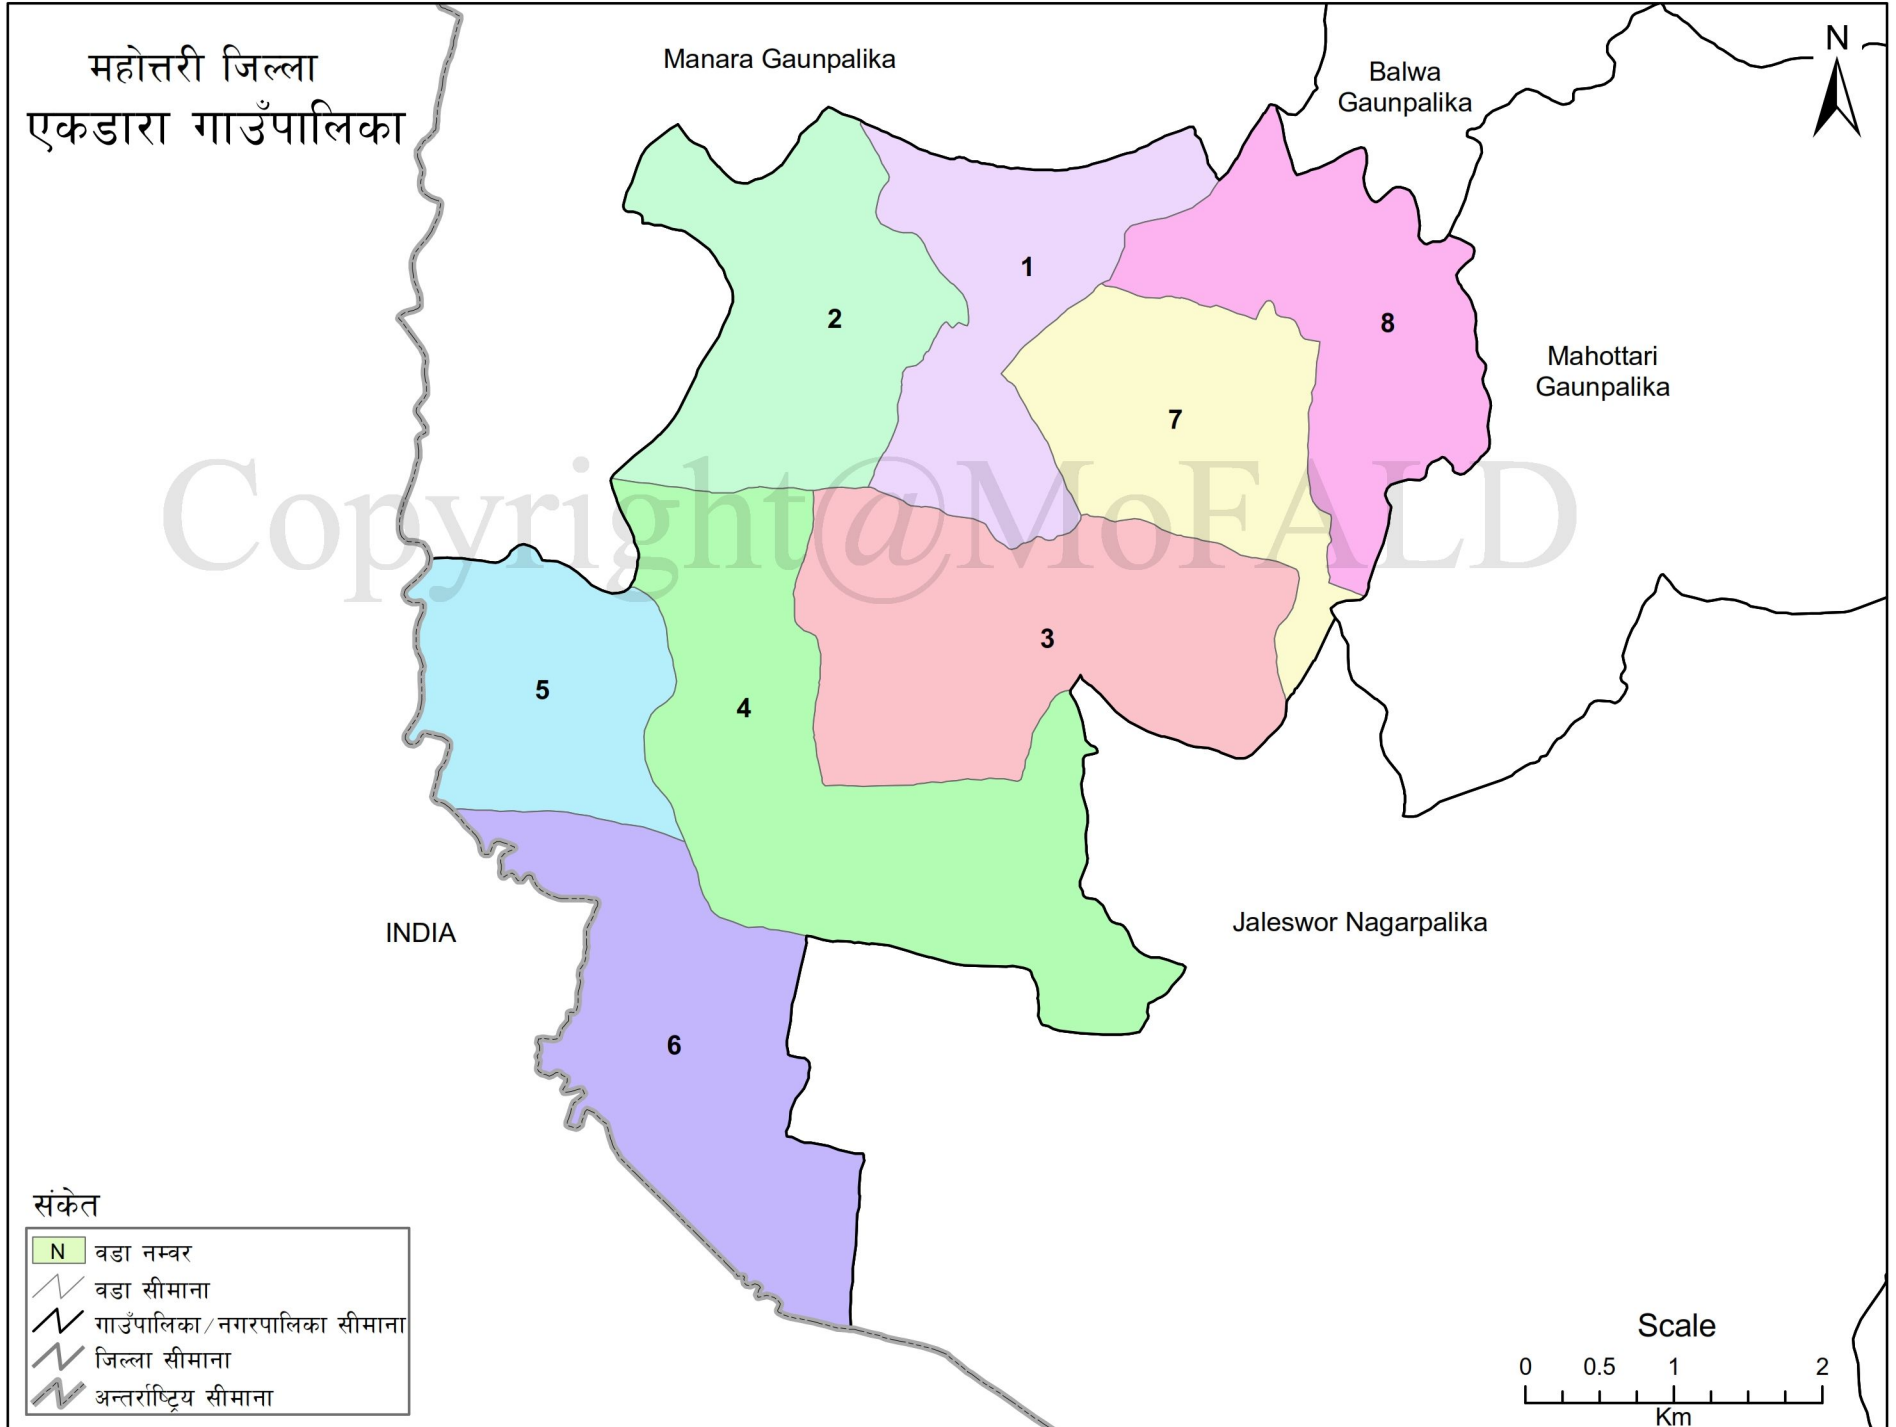 महोत्तरी जिल्ला
एकडारा गाउँपालिका
Manara Gaunpalika
Balwa
Gaunpalika
N
1
2
8
Mahottari
Gaunpalika
7
Copyright@MoFALD
3
5
4
INDIA
Jaleswor Nagarpalika
6
संकेत
N वडा नम्वर
वडा सीमाना
गाउँपालिका/नगरपालिका सीमाना
जिल्ला सीमाना
अन्तर्राष्ट्रिय सीमाना
Scale
0 0.5 1 2
Km